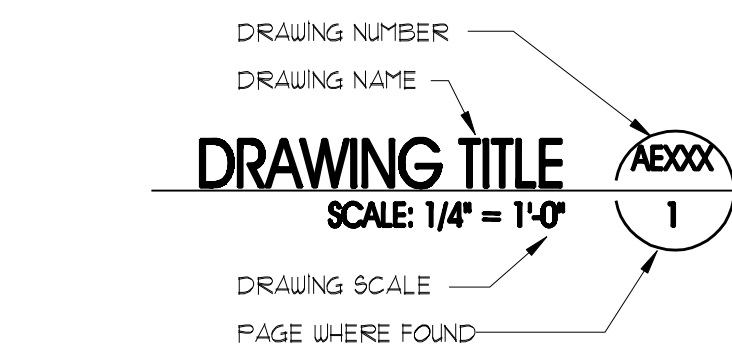 DRAWING NUMBER
DRAWING NAME
DRAWING TITLE
AEXXX
SCALE: 1/4" = 1'-0"
1
DRAWING SCALE
PAGE WHERE FOUND